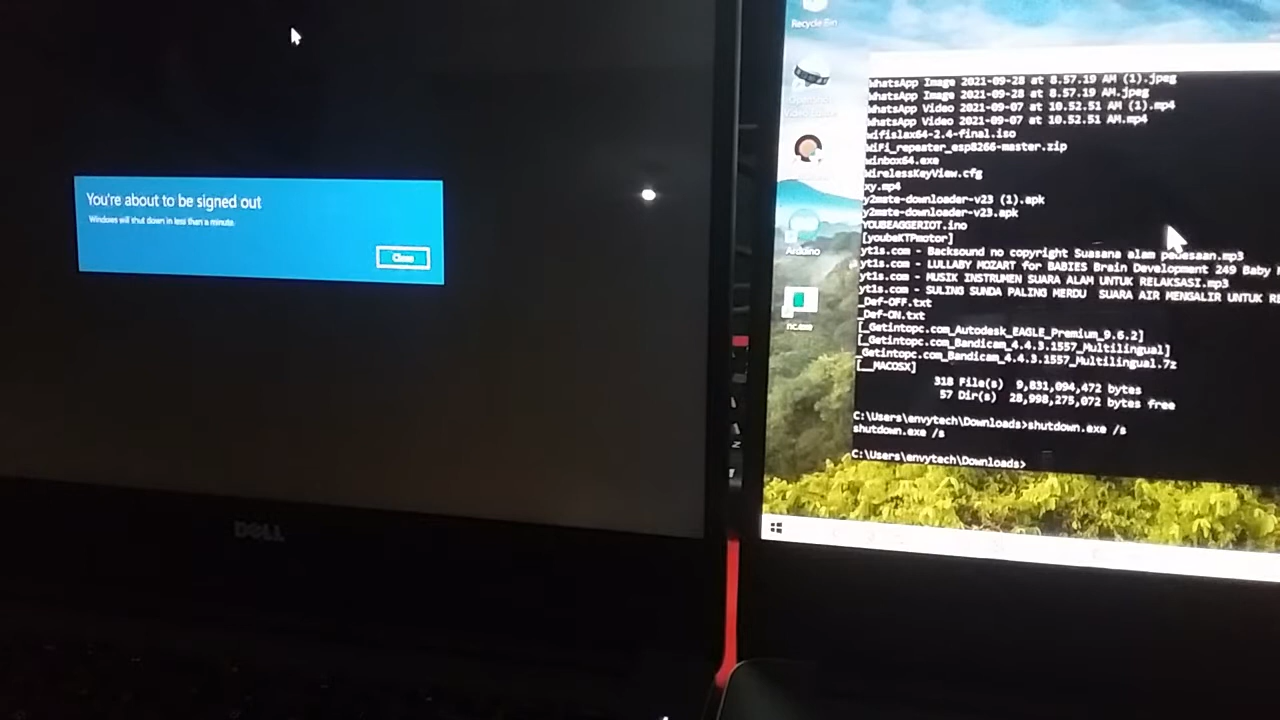 You're about to be signed out
Windows will shut down in less than a minute.
Close
DELL
Recycle Bin
Arduino
nc.exe
WhatsApp Image 2021-09-28 at 8.57.19 AM (1).jpeg
WhatsApp Image 2021-09-28 at 8.57.19 AM.jpeg
WhatsApp Video 2021-09-07 at 10.52.51 AM (1).mp4
WhatsApp Video 2021-09-07 at 10.52.51 AM.mp4
wifislax64-2.4-final.iso
WiFi_repeater_esp8266-master.zip
winbox64.exe
WirelessKeyView.cfg
xy.mp4
y2mate-downloader-v23 (1).apk
y2mate-downloader-v23.apk
YOUBEAGGERIOT.ino
[youbeKTPmotor]
yt1s.com - Backsound no copyright Suasana alam pedesaan.mp3
yt1s.com - LULLABY MOZART for BABIES Brain Development 249 Baby
yt1s.com - MUSIK INSTRUMEN SUARA ALAM UNTUK RELAKSASI.mp3
yt1s.com - SULING SUNDA PALING MERDU SUARA AIR MENGALIR UNTUK RE
_Def-OFF.txt
_Def-ON.txt
[_Getintopc.com_Autodesk_EAGLE_Premium_9.6.2]
[_Getintopc.com_Bandicam_4.4.3.1557_Multilingual]
_Getintopc.com_Bandicam_4.4.3.1557_Multilingual.7z
[__MACOSX]
318 File(s) 9,831,094,472 bytes
57 Dir(s) 28,998,275,072 bytes free
C:\Users\envytech\Downloads>shutdown.exe /s
shutdown.exe /s
C:\Users\envytech\Downloads>